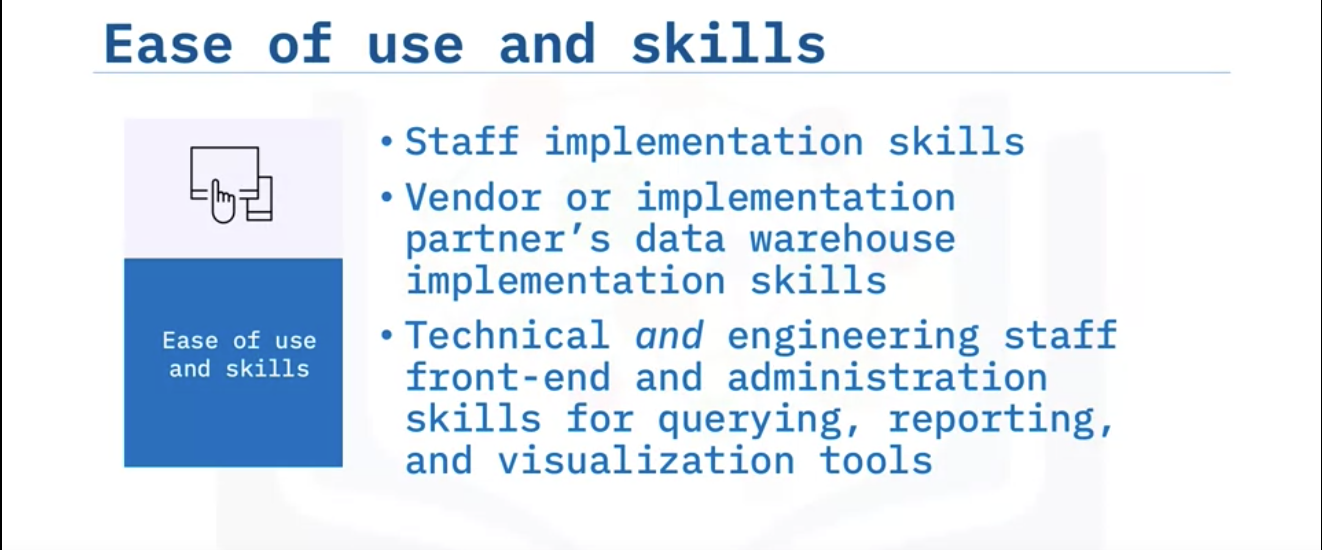 Ease of use and skills
Ease of use
and skills
• Staff implementation skills
• Vendor or implementation
partner’s data warehouse
implementation skills
• Technical and engineering staff
front-end and administration
skills for querying, reporting,
and visualization tools